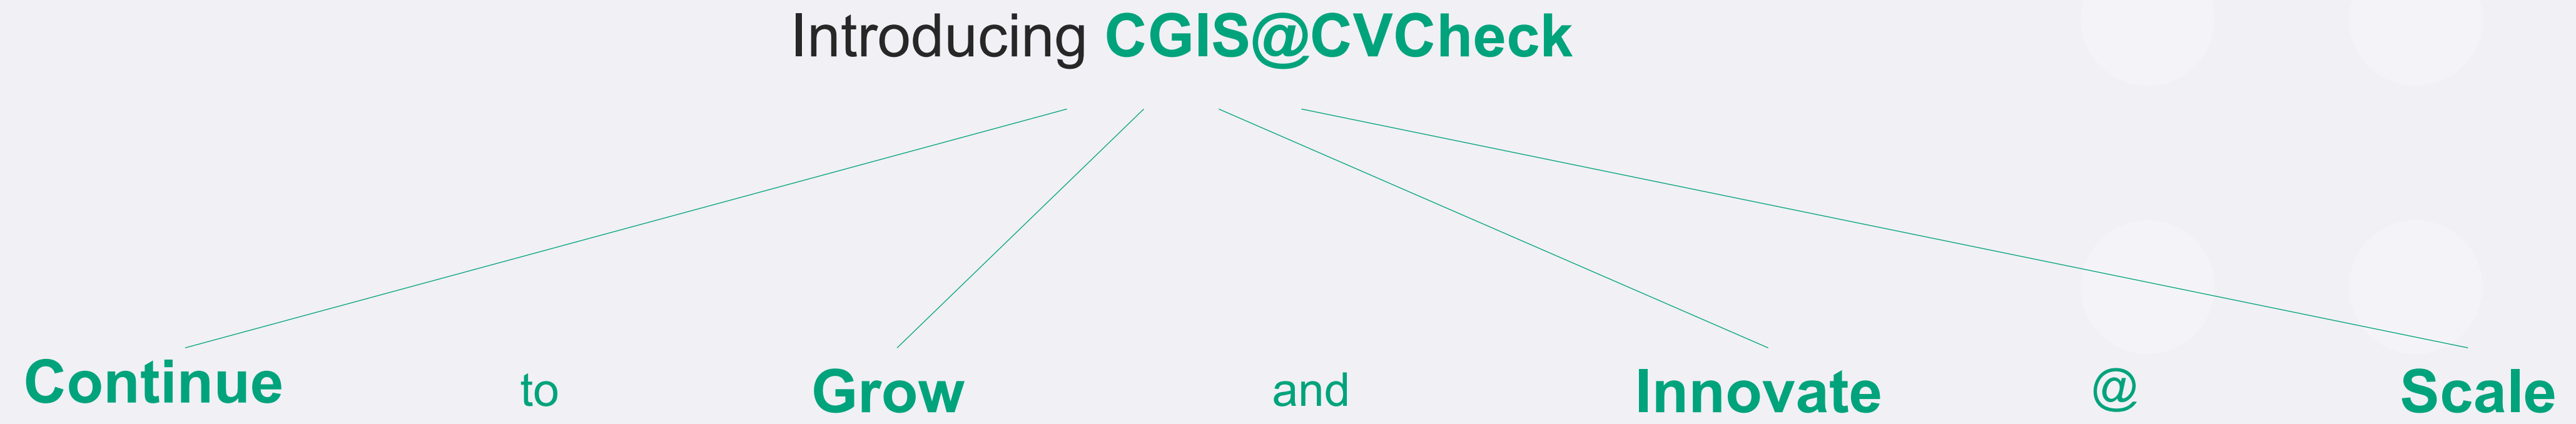 Introducing CGIS@CVCheck
Continue to Grow and Innovate @ Scale